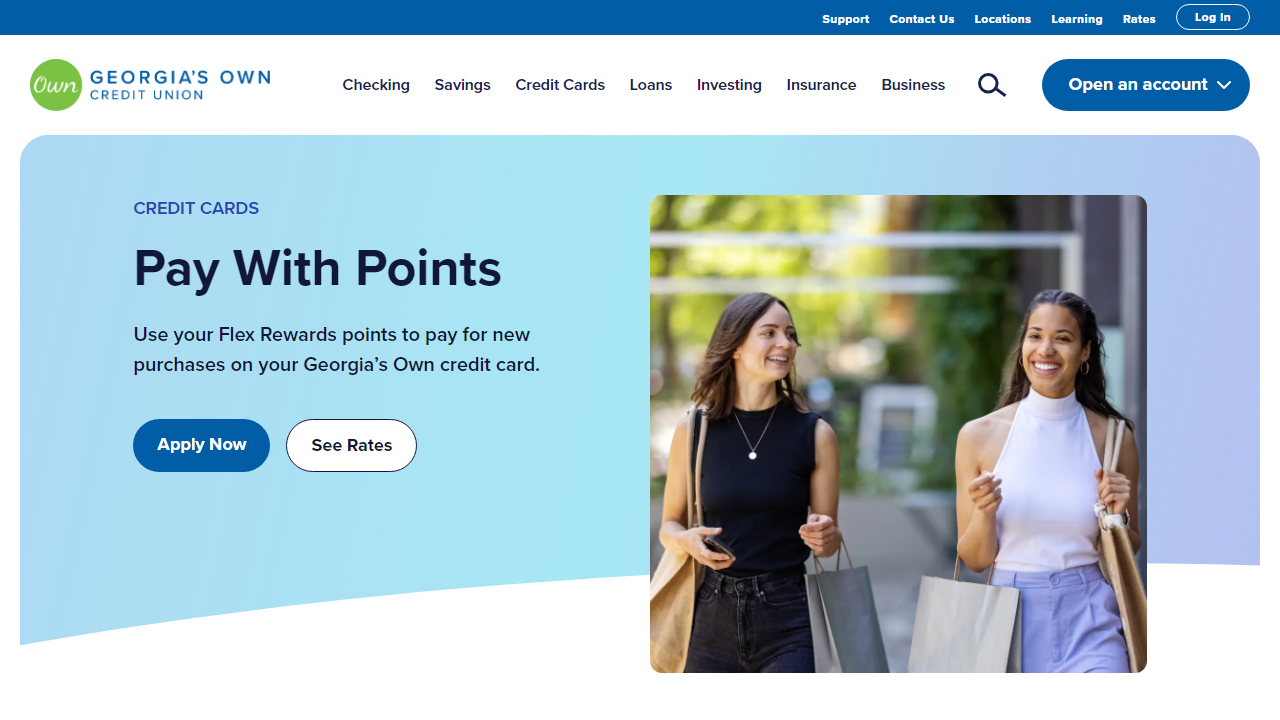 Support Contact Us Locations Learning Rates Log In
Own GEORGIA'S OWN
CREDIT UNION
Checking Savings Credit Cards Loans Investing Insurance Business Open an account
CREDIT CARDS
Pay With Points
Use your Flex Rewards points to pay for new
purchases on your Georgia’s Own credit card.
Apply Now See Rates